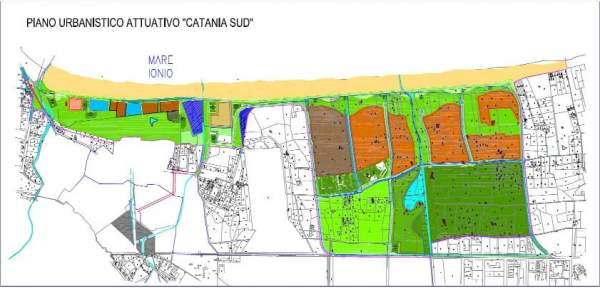 PIANO URBANISTICO ATTUATIVO "CATANIA SUD"
MARE
IONIO